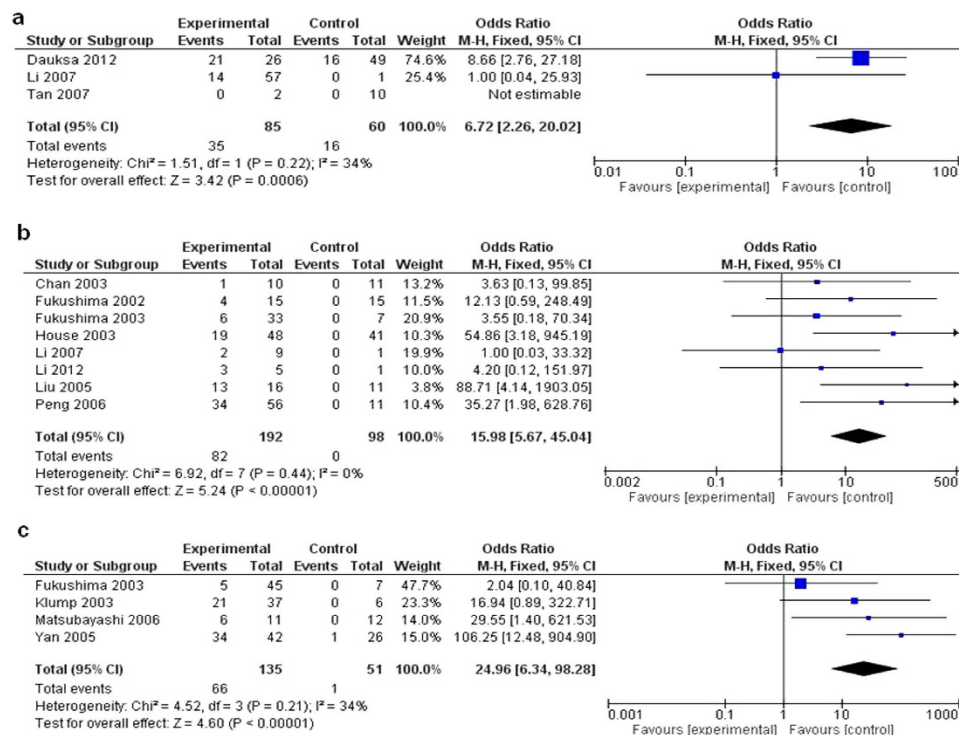 a
Experimental Control Odds Ratio Odds Ratio
Study or Subgroup Events Total Events Total Weight M-H, Fixed, 95% CI M-H, Fixed, 95% CI
Dauksa 2012 21 26 16 49 74.6% 8.66 [2.76, 27.18]
Li 2007 14 57 0 1 25.4% 1.00 [0.04, 25.93]
Tan 2007 0 2 0 10 Not estimable
Total (95% CI) 85 60 100.0% 6.72 [2.26, 20.02]
Total events 35 16
Heterogeneity: Chi² = 1.51, df = 1 (P = 0.22); I² = 34%
Test for overall effect: Z = 3.42 (P = 0.0006)
0.01 0.1 1 10 100
Favours [experimental] Favours [control]
b
Experimental Control Odds Ratio Odds Ratio
Study or Subgroup Events Total Events Total Weight M-H, Fixed, 95% CI M-H, Fixed, 95% CI
Chan 2003 1 10 0 11 13.2% 3.63 [0.13, 99.85]
Fukushima 2002 4 15 0 15 11.5% 12.13 [0.59, 248.49]
Fukushima 2003 6 33 0 7 20.9% 3.55 [0.18, 70.34]
House 2003 19 48 0 41 10.3% 54.86 [3.18, 945.19]
Li 2007 2 9 0 1 19.9% 1.00 [0.03, 33.32]
Li 2012 3 5 0 1 10.0% 4.20 [0.12, 151.97]
Liu 2005 13 16 0 11 3.8% 88.71 [4.14, 1903.05]
Peng 2006 34 56 0 11 10.4% 35.27 [1.98, 628.76]
Total (95% CI) 192 98 100.0% 15.98 [5.67, 45.04]
Total events 82 0
Heterogeneity: Chi² = 6.92, df = 7 (P = 0.44); I² = 0%
Test for overall effect: Z = 5.24 (P < 0.00001)
0.002 0.1 1 10 500
Favours [experimental] Favours [control]
c
Experimental Control Odds Ratio Odds Ratio
Study or Subgroup Events Total Events Total Weight M-H, Fixed, 95% CI M-H, Fixed, 95% CI
Fukushima 2003 5 45 0 7 47.7% 2.04 [0.10, 40.84]
Klump 2003 21 37 0 6 23.3% 16.94 [0.89, 322.71]
Matsubayashi 2006 6 11 0 12 14.0% 29.55 [1.40, 621.53]
Yan 2005 34 42 1 26 15.0% 106.25 [12.48, 904.90]
Total (95% CI) 135 51 100.0% 24.96 [6.34, 98.28]
Total events 66 1
Heterogeneity: Chi² = 4.52, df = 3 (P = 0.21); I² = 34%
Test for overall effect: Z = 4.60 (P < 0.00001)
0.001 0.1 1 10 1000
Favours [experimental] Favours [control]